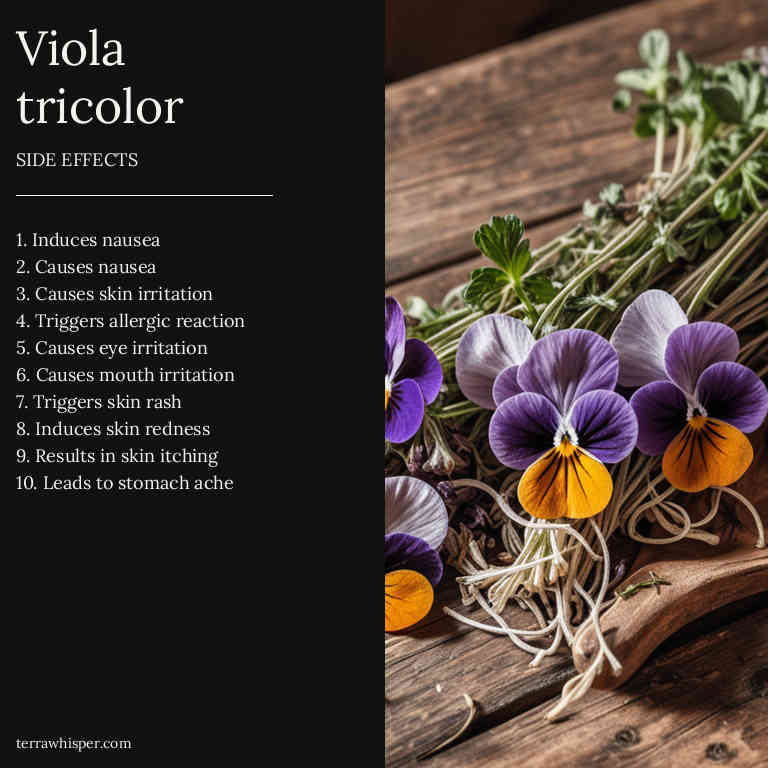 Viola
tricolor
SIDE EFFECTS
1. Induces nausea
2. Causes nausea
3. Causes skin irritation
4. Triggers allergic reaction
5. Causes eye irritation
6. Causes mouth irritation
7. Triggers skin rash
8. Induces skin redness
9. Results in skin itching
10. Leads to stomach ache
terrawhisper.com